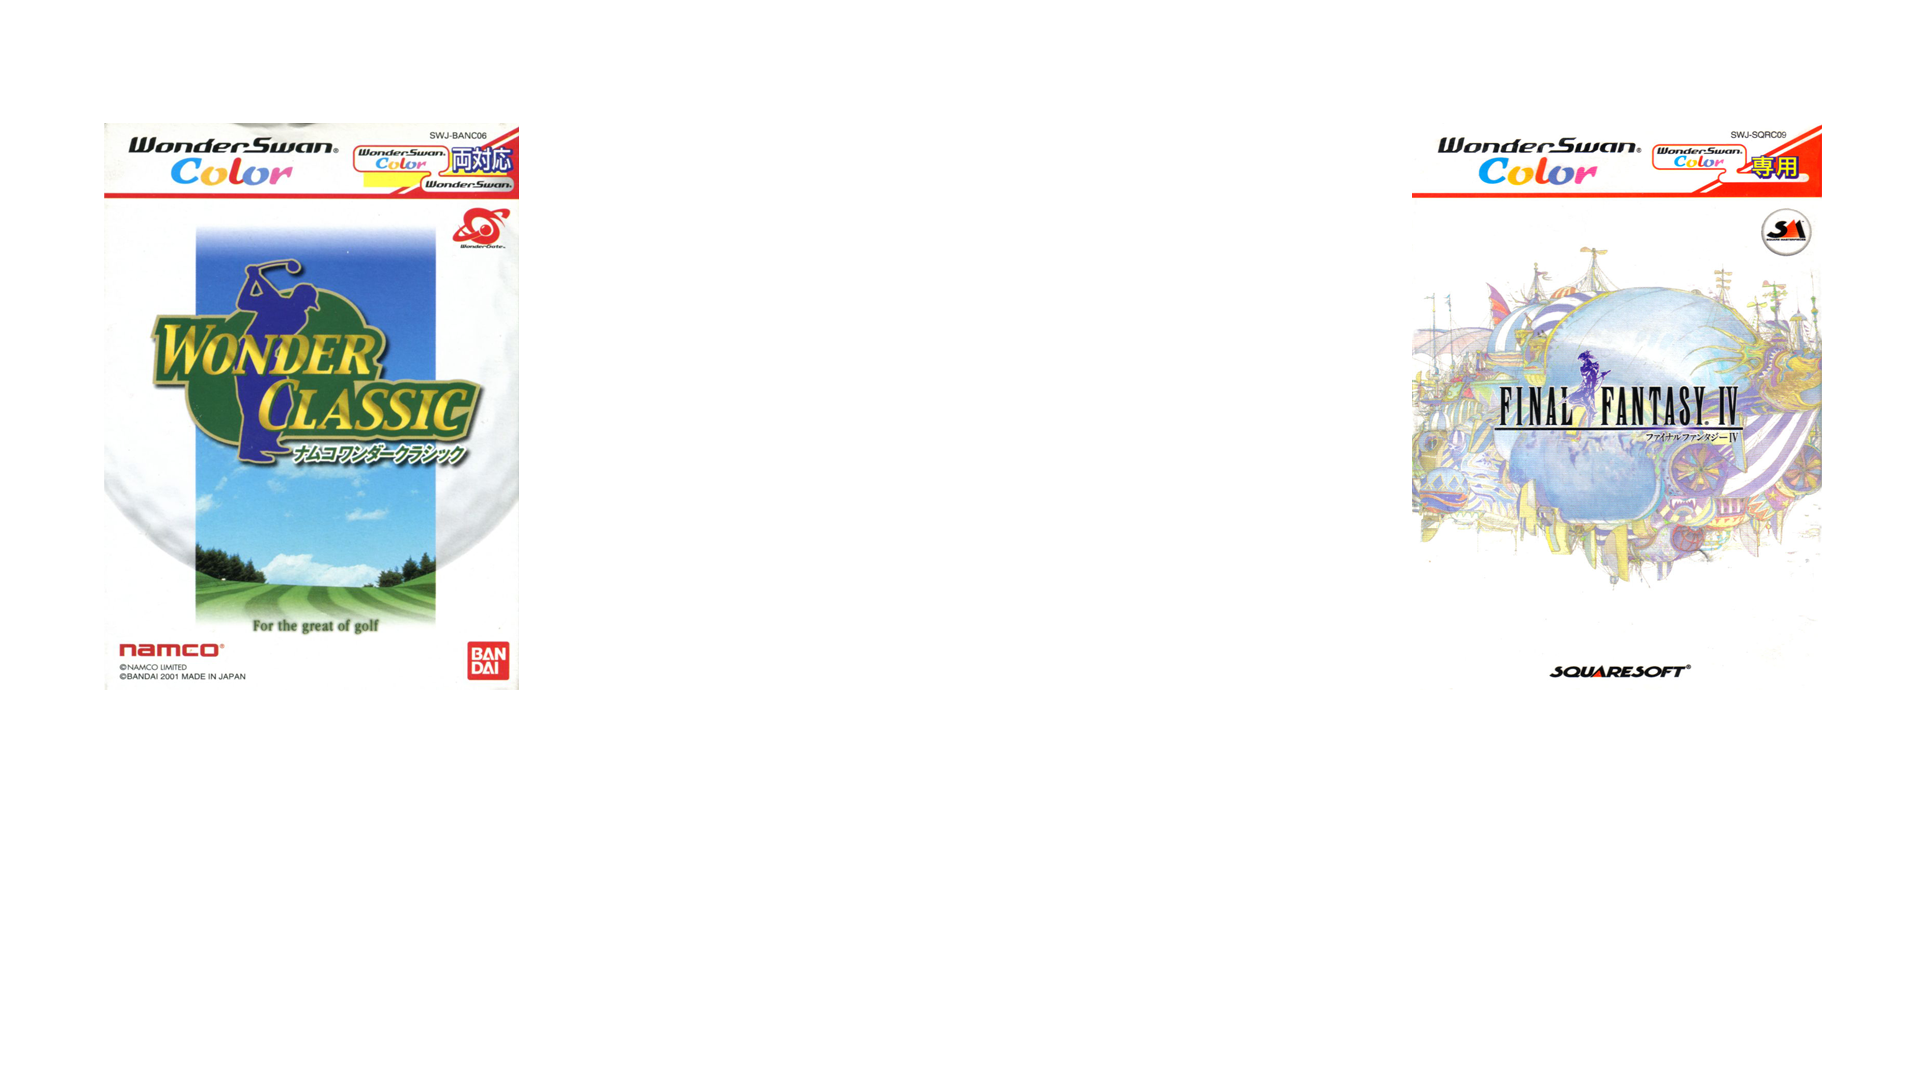 SWJ-BANC06
WonderSwan®
Color
WonderSwan
Color
両対応
WonderSwan
WonderGate
WONDER
CLASSIC
ナムコワンダークラシック
For the great of golf
namco®
©NAMCO LIMITED
©BANDAI 2001 MADE IN JAPAN
BAN
DAI
SWJ-SQRC09
WonderSwan®
Color
WonderSwan
Color
専用
SM
SQUARE MASTERPIECE
FINAL FANTASY IV
ファイナルファンタジーIV
SQUARESOFT®